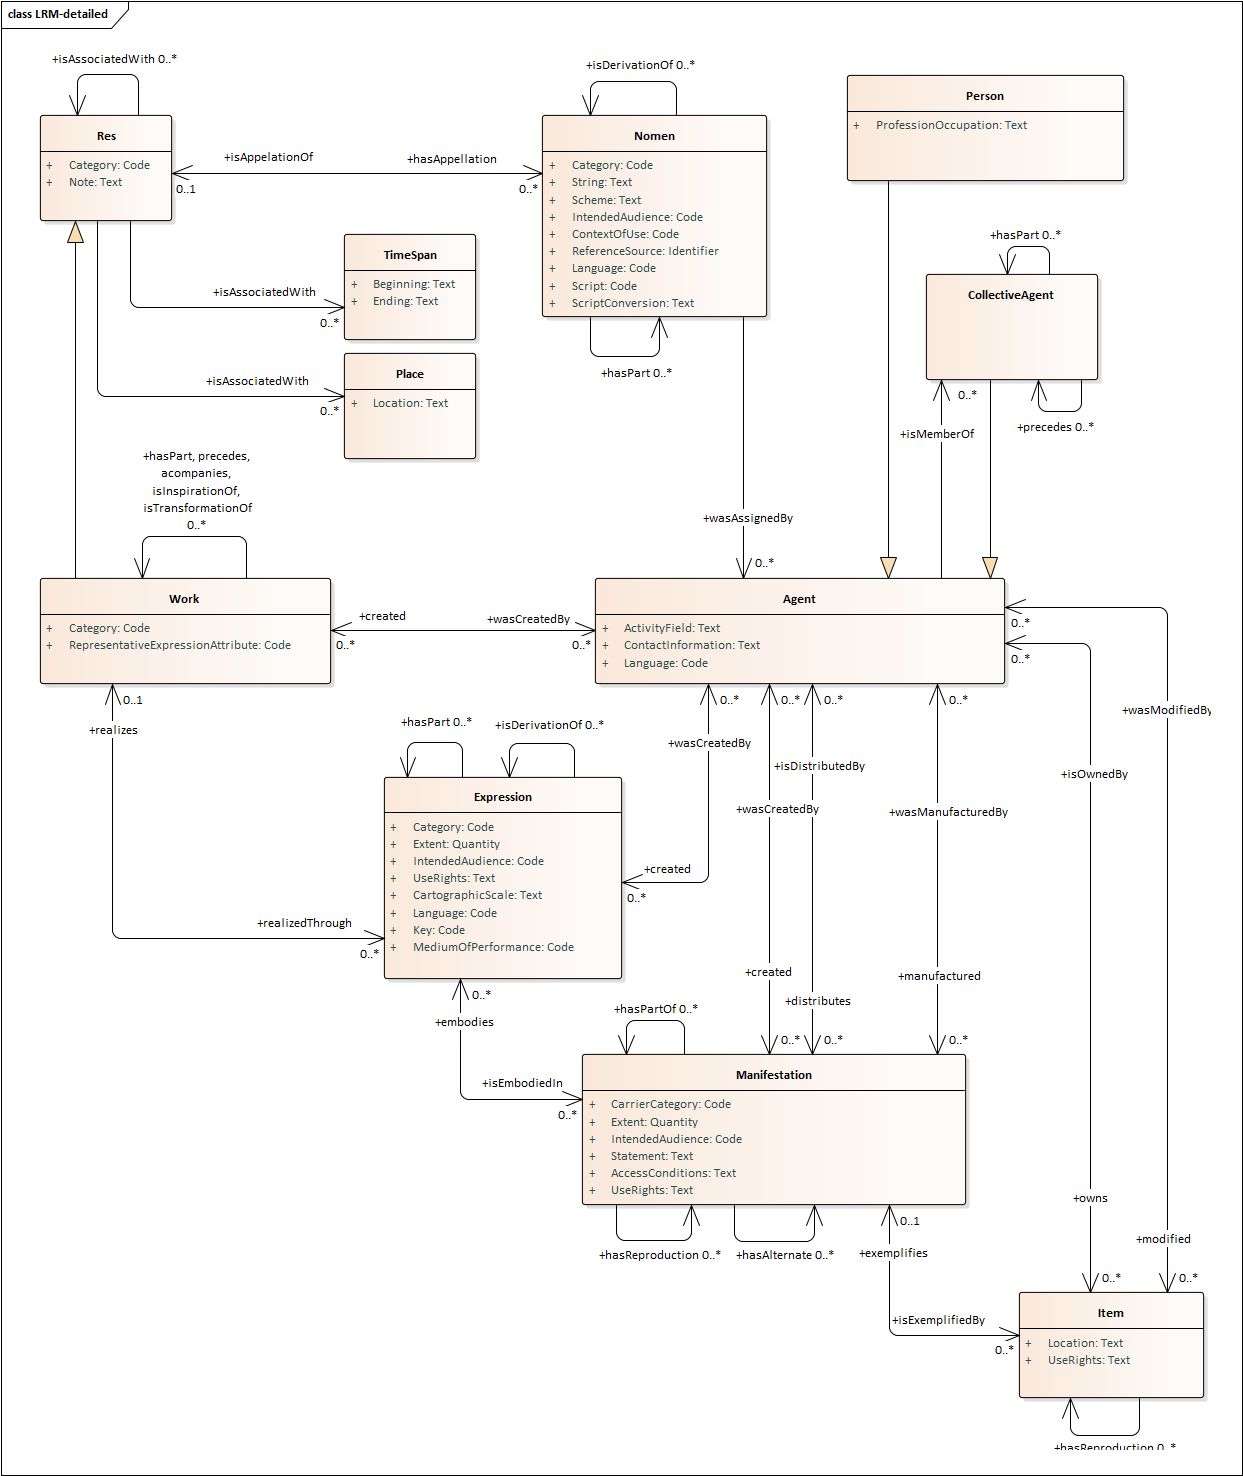 class LRM-detailed
+isAssociatedWith 0..*
Res
+ Category: Code
+ Note: Text
+isAppelationOf
0..1
+hasAppellation
0..*
+isDerivationOf 0..*
Nomen
+ Category: Code
+ String: Text
+ Scheme: Text
+ IntendedAudience: Code
+ ContextOfUse: Code
+ ReferenceSource: Identifier
+ Language: Code
+ Script: Code
+ ScriptConversion: Text
+hasPart 0..*
Person
+ ProfessionOccupation: Text
+hasPart 0..*
CollectiveAgent
0..*
+isMemberOf
+precedes 0..*
TimeSpan
+ Beginning: Text
+ Ending: Text
+isAssociatedWith
0..*
Place
+ Location: Text
+isAssociatedWith
0..*
+hasPart, precedes,
acompanies,
isInspirationOf,
isTransformationOf
0..*
+wasAssignedBy
0..*
Work
+ Category: Code
+ RepresentativeExpressionAttribute: Code
+created
0..*
+wasCreatedBy
0..*
Agent
+ ActivityField: Text
+ ContactInformation: Text
+ Language: Code
0..*
0..*
+wasModifiedBy
+isOwnedBy
0..1
+realizes
+hasPart 0..*
+isDerivationOf 0..*
0..*
+wasCreatedBy
0..*
0..*
+isDistributedBy
+wasCreatedBy
0..*
+wasManufacturedBy
Expression
+ Category: Code
+ Extent: Quantity
+ IntendedAudience: Code
+ UseRights: Text
+ CartographicScale: Text
+ Language: Code
+ Key: Code
+ MediumOfPerformance: Code
+created
0..*
+realizedThrough
0..*
0..*
+embodies
+isEmbodiedIn
0..*
+created
0..*
+distributes
0..*
+manufactured
0..*
+hasPartOf 0..*
Manifestation
+ CarrierCategory: Code
+ Extent: Quantity
+ IntendedAudience: Code
+ Statement: Text
+ AccessConditions: Text
+ UseRights: Text
+hasReproduction 0..*
+hasAlternate 0..*
0..1
+exemplifies
+isExemplifiedBy
0..*
+owns
0..*
+modified
0..*
Item
+ Location: Text
+ UseRights: Text
+hasReproduction 0..*